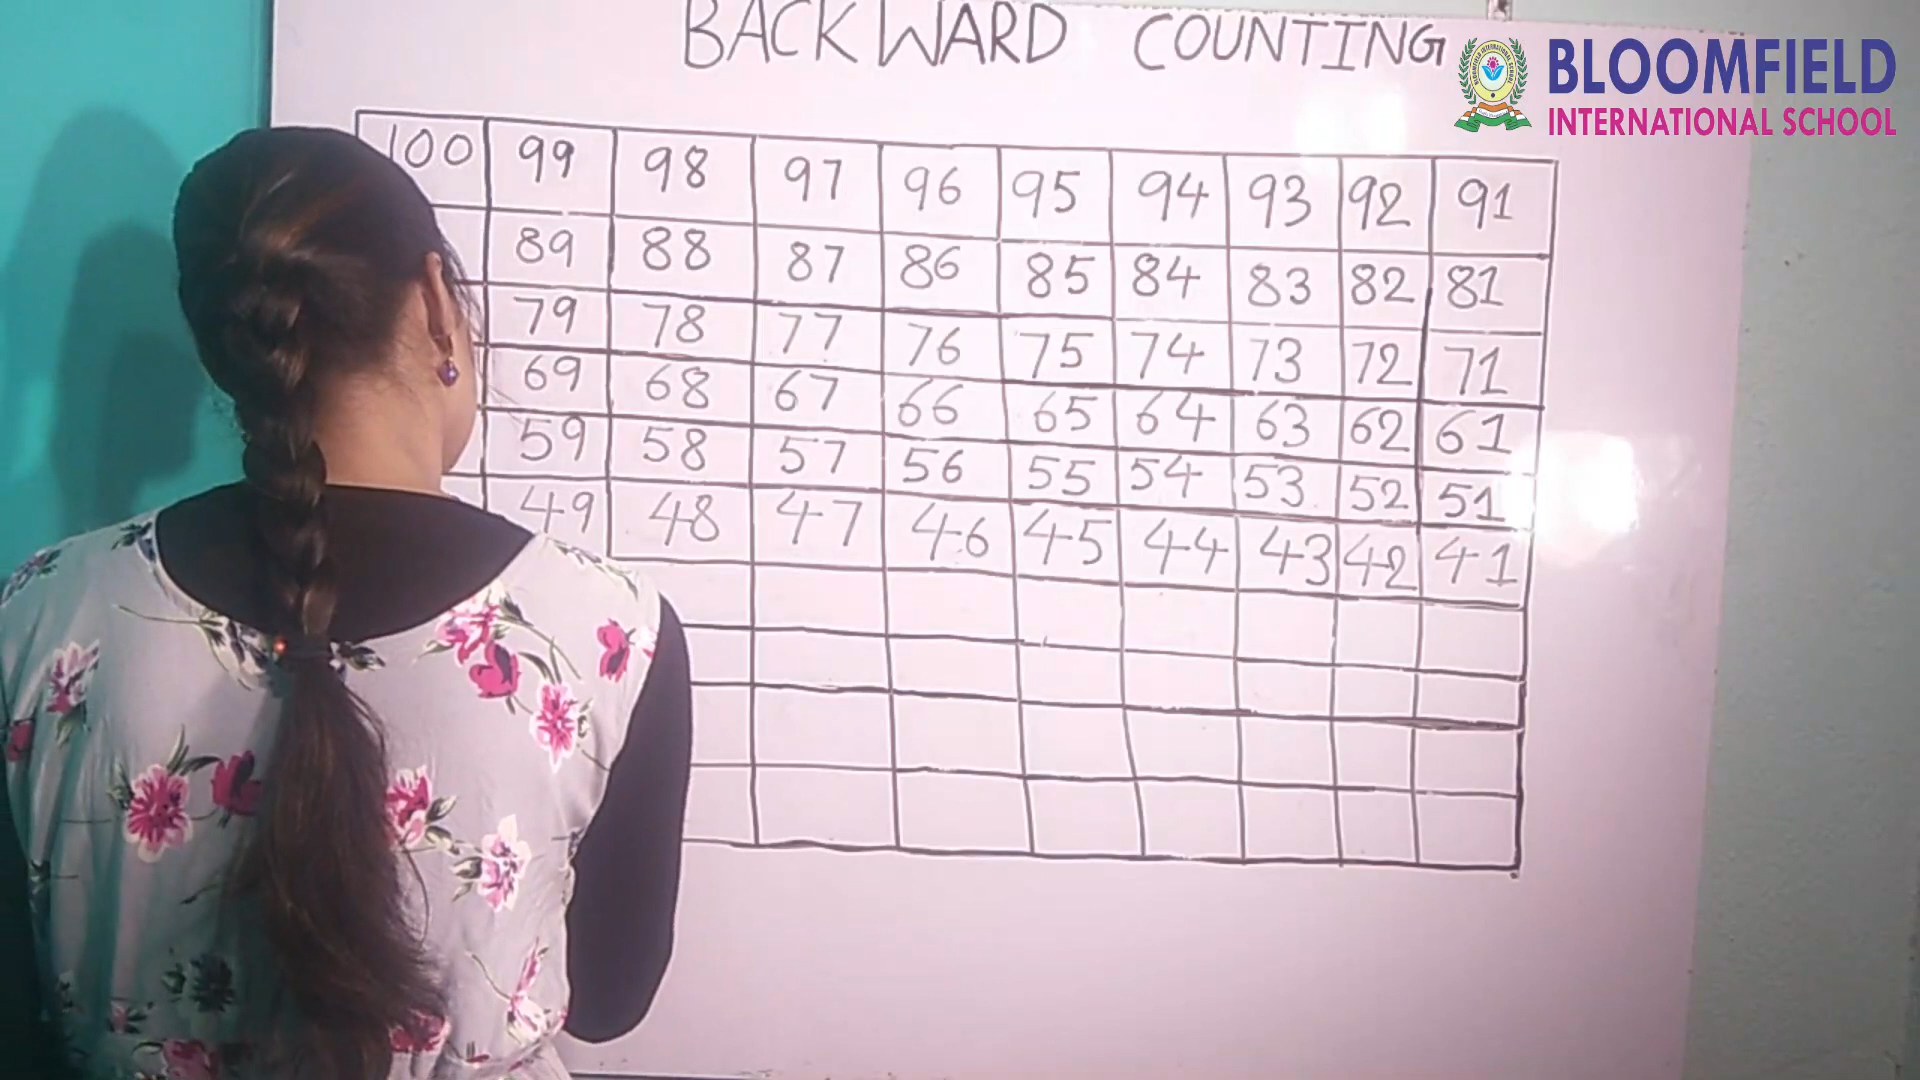 BACKWARD COUNTING
BLOOMFIELD
INTERNATIONAL SCHOOL
100 99 98 97 96 95 94 93 92 91
89 88 87 86 85 84 83 82 81
79 78 77 76 75 74 73 72 71
69 68 67 66 65 64 63 62 61
59 58 57 56 55 54 53 52 51
49 48 47 46 45 44 43 42 41